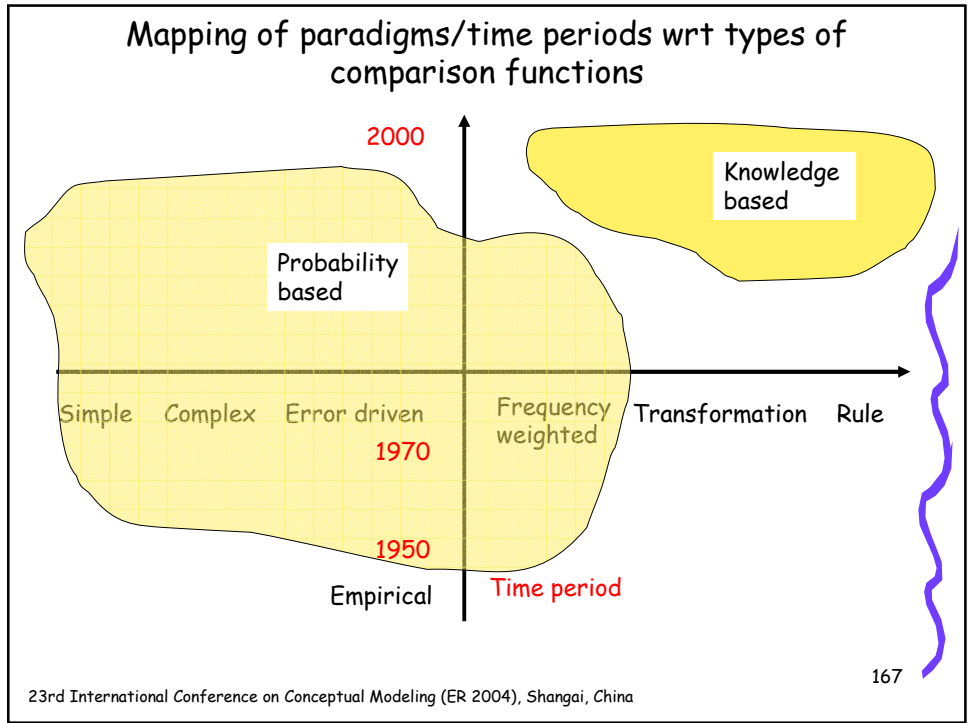 Mapping of paradigms/time periods wrt types of
comparison functions
2000
Knowledge
based
Probability
based
Simple Complex Error driven Frequency
weighted Transformation Rule
1970
1950
Empirical Time period
167
23rd International Conference on Conceptual Modeling (ER 2004), Shangai, China